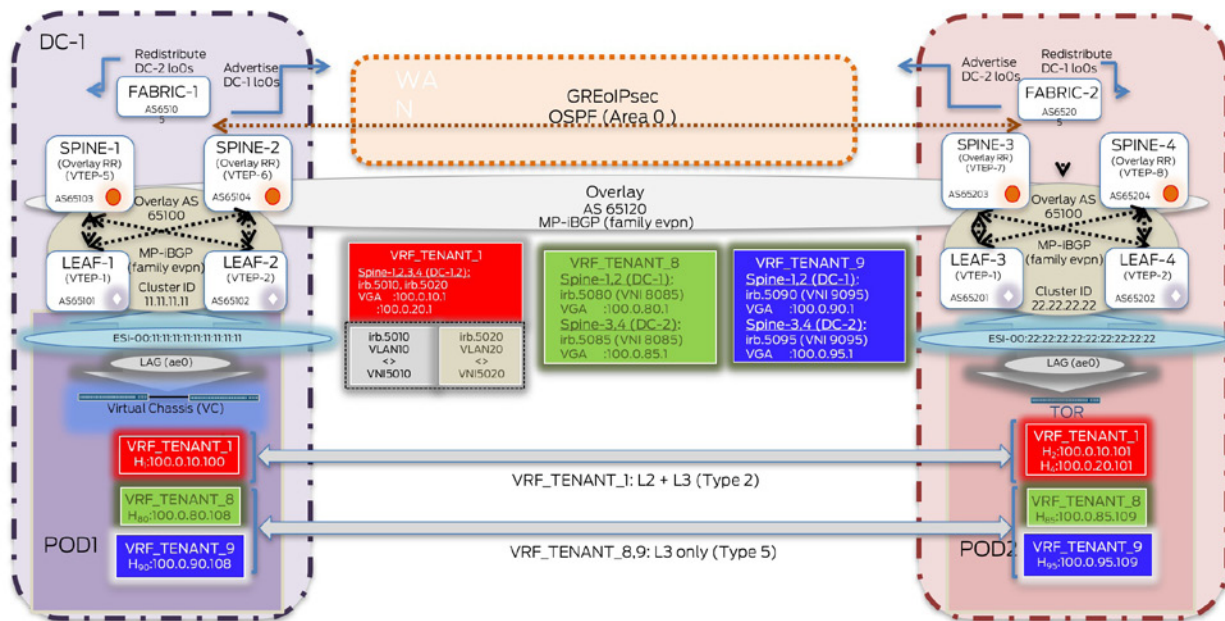 DC-1
Redistribute
DC-2 lo0s
Advertise
DC-1 lo0s
FABRIC-1
AS6510
5
SPINE-1
(Overlay RR)
(VTEP-5)
AS65103
SPINE-2
(Overlay RR)
(VTEP-6)
AS65104
Overlay AS
65100
MP-iBGP
(family evpn)
Cluster ID
11.11.11.11
LEAF-1
(VTEP-1)
AS65101
LEAF-2
(VTEP-2)
AS65102
ESI-00:11:11:11:11:11:11:11:11:11
LAG (ae0)
Virtual Chassis (VC)
VRF_TENANT_1
H1:100.0.10.100
VRF_TENANT_8
H80:100.0.80.108
VRF_TENANT_9
H90:100.0.90.108
POD1
WA
N
GREoIPsec
OSPF (Area 0 )
Overlay
AS 65120
MP-iBGP (family evpn)
VRF_TENANT_1
Spine-1,2,3,4 (DC-1,2):
irb.5010, irb.5020
VGA :100.0.10.1
:100.0.20.1
irb.5010
VLAN10
<>
VNI5010
irb.5020
VLAN20
<>
VNI5020
VRF_TENANT_8
Spine-1,2 (DC-1):
irb.5080 (VNI 8085)
VGA :100.0.80.1
Spine-3,4 (DC-2):
irb.5085 (VNI 8085)
VGA :100.0.85.1
VRF_TENANT_9
Spine-1,2 (DC-1):
irb.5090 (VNI 9095)
VGA :100.0.90.1
Spine-3,4 (DC-2):
irb.5095 (VNI 9095)
VGA :100.0.95.1
VRF_TENANT_1: L2 + L3 (Type 2)
VRF_TENANT_8,9: L3 only (Type 5)
Advertise
DC-2 lo0s
Redistribute
DC-1 lo0s
FABRIC-2
AS6520
5
SPINE-3
(Overlay RR)
(VTEP-7)
AS65203
SPINE-4
(Overlay RR)
(VTEP-8)
AS65204
Overlay AS
65100
MP-iBGP
(family evpn)
Cluster ID
22.22.22.22
LEAF-3
(VTEP-1)
AS65201
LEAF-4
(VTEP-2)
AS65202
ESI-00:22:22:22:22:22:22:22:22:22
LAG (ae0)
TOR
VRF_TENANT_1
H2:100.0.10.101
H4:100.0.20.101
VRF_TENANT_8
H85:100.0.85.109
VRF_TENANT_9
H95:100.0.95.109
POD2